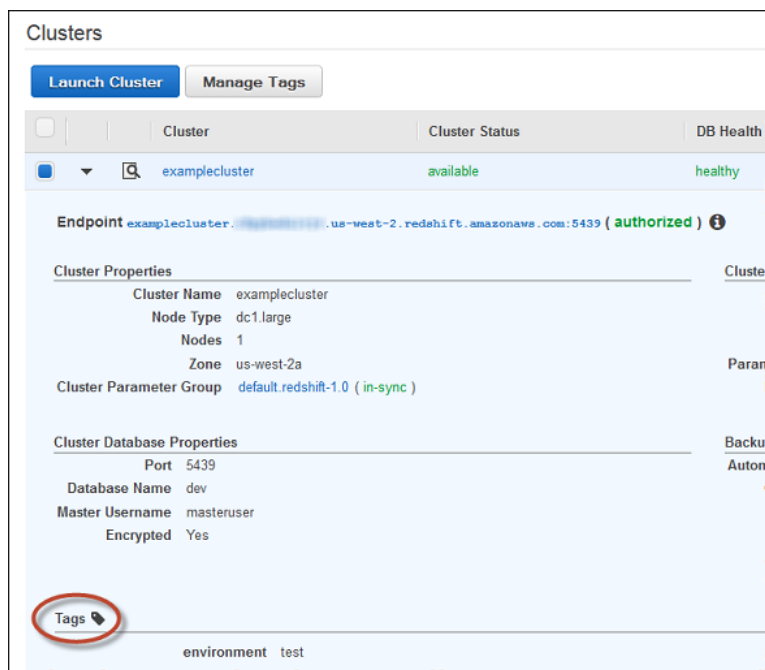 Clusters
Launch Cluster Manage Tags
Cluster Cluster Status DB Health
examplecluster available healthy
Endpoint examplecluster. .us-west-2.redshift.amazonaws.com:5439 ( authorized )
Cluster Properties Cluste
Cluster Name examplecluster
Node Type dc1.large
Nodes 1
Zone us-west-2a Paran
Cluster Parameter Group default.redshift-1.0 ( in-sync )
Cluster Database Properties Backu
Port 5439 Auton
Database Name dev
Master Username masteruser
Encrypted Yes
Tags
environment test